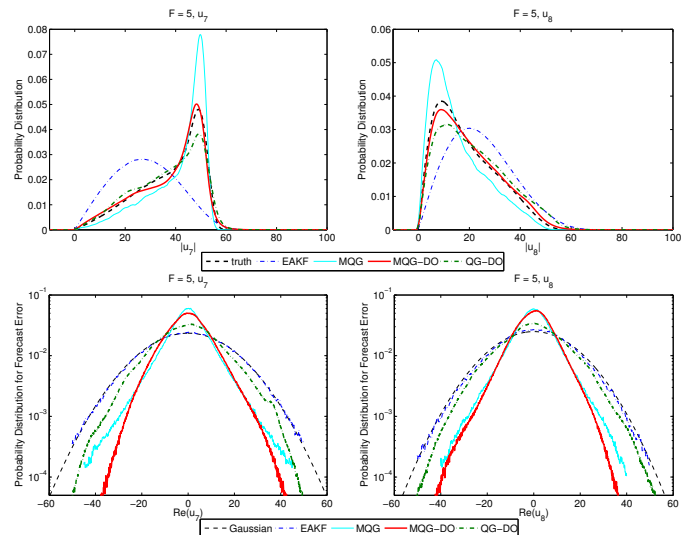 F = 5, u7
Probability Distribution
0.08
0.07
0.06
0.05
0.04
0.03
0.02
0.01
0
0 20 40 60 80 100
|u7|
F = 5, u8
Probability Distribution
0.06
0.05
0.04
0.03
0.02
0.01
0
0 20 40 60 80 100
|u8|
truth EAKF MQG MQG-DO QG-DO
F = 5, u7
Probability Distribution for Forecast Error
10^-1
10^-2
10^-3
10^-4
-60 -40 -20 0 20 40 60
Re(u7)
F = 5, u8
Probability Distribution for Forecast Error
10^-1
10^-2
10^-3
10^-4
-60 -40 -20 0 20 40 60
Re(u8)
Gaussian EAKF MQG MQG-DO QG-DO